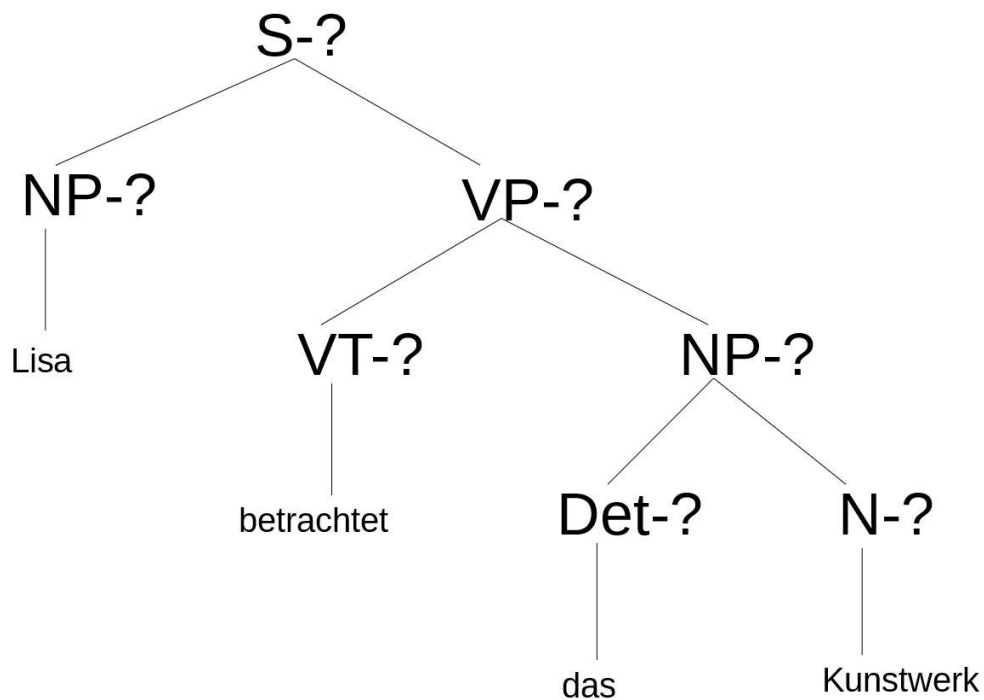 S-?
NP-?
VP-?
Lisa
VT-?
NP-?
betrachtet
Det-?
N-?
das
Kunstwerk